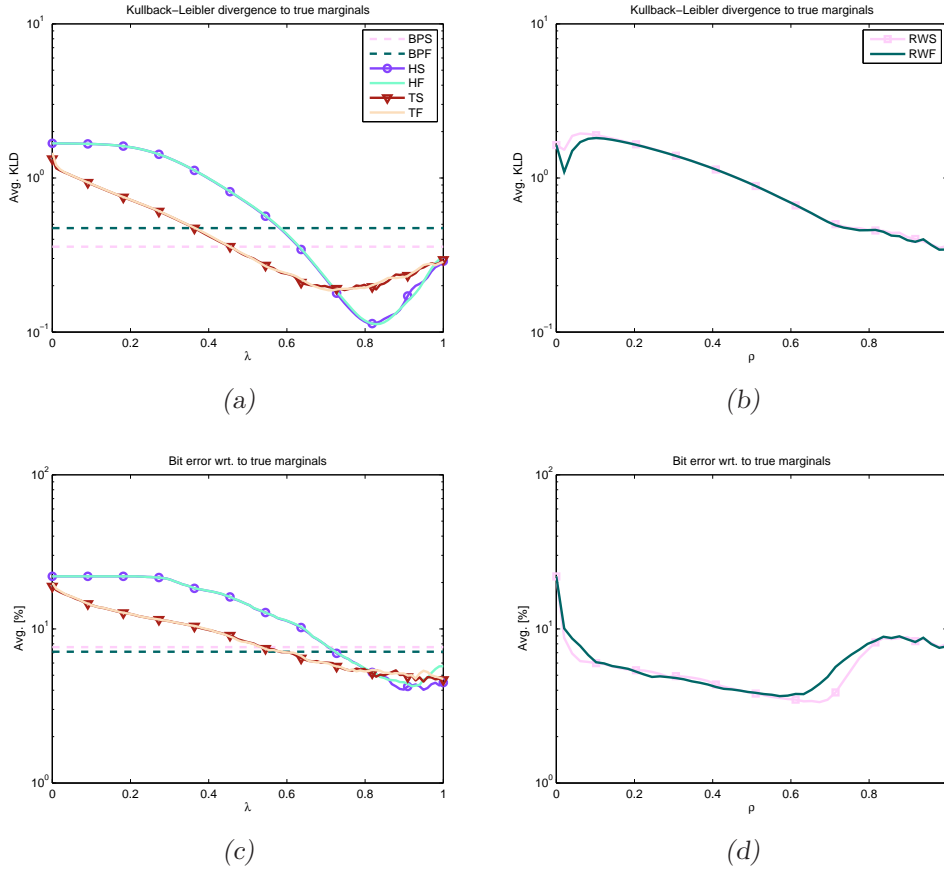 Kullback−Leibler divergence to true marginals
10^1
10^0
10^−1
Avg. KLD
0
0.2
0.4
0.6
0.8
1
λ
BPS
BPF
HS
HF
TS
TF
(a)
Kullback−Leibler divergence to true marginals
10^1
10^0
10^−1
Avg. KLD
0
0.2
0.4
0.6
0.8
ρ
RWS
RWF
(b)
Bit error wrt. to true marginals
10^2
10^1
10^0
Avg. [%]
0
0.2
0.4
0.6
0.8
1
λ
(c)
Bit error wrt. to true marginals
10^2
10^1
10^0
Avg. [%]
0
0.2
0.4
0.6
0.8
ρ
(d)